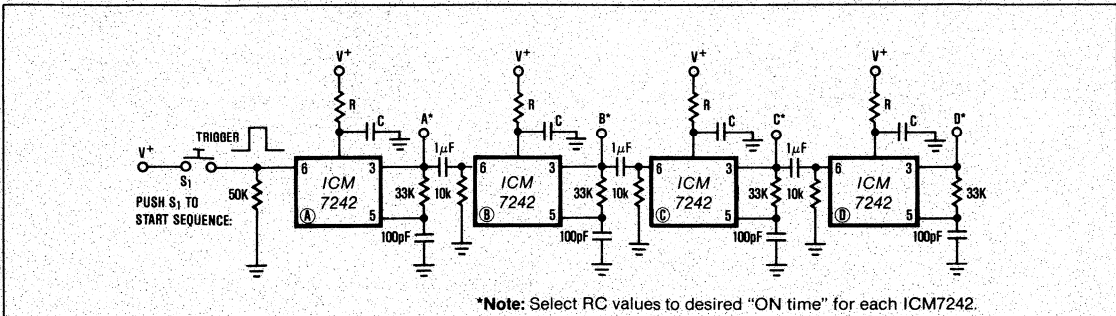 V+ V+ V+ V+
R R R R
A* B* C* D*
C C C C
TRIGGER
1μF 1μF 1μF
V+
S1
6 3 6 3 6 3 6 3
PUSH S1 TO
START SEQUENCE:
50K
ICM
7242
33K 10k
ICM
7242
33K 10k
ICM
7242
33K 10k
ICM
7242
33K
A 5 B 5 C 5 D 5
100pF 100pF 100pF 100pF
*Note: Select RC values to desired "ON time" for each ICM7242.